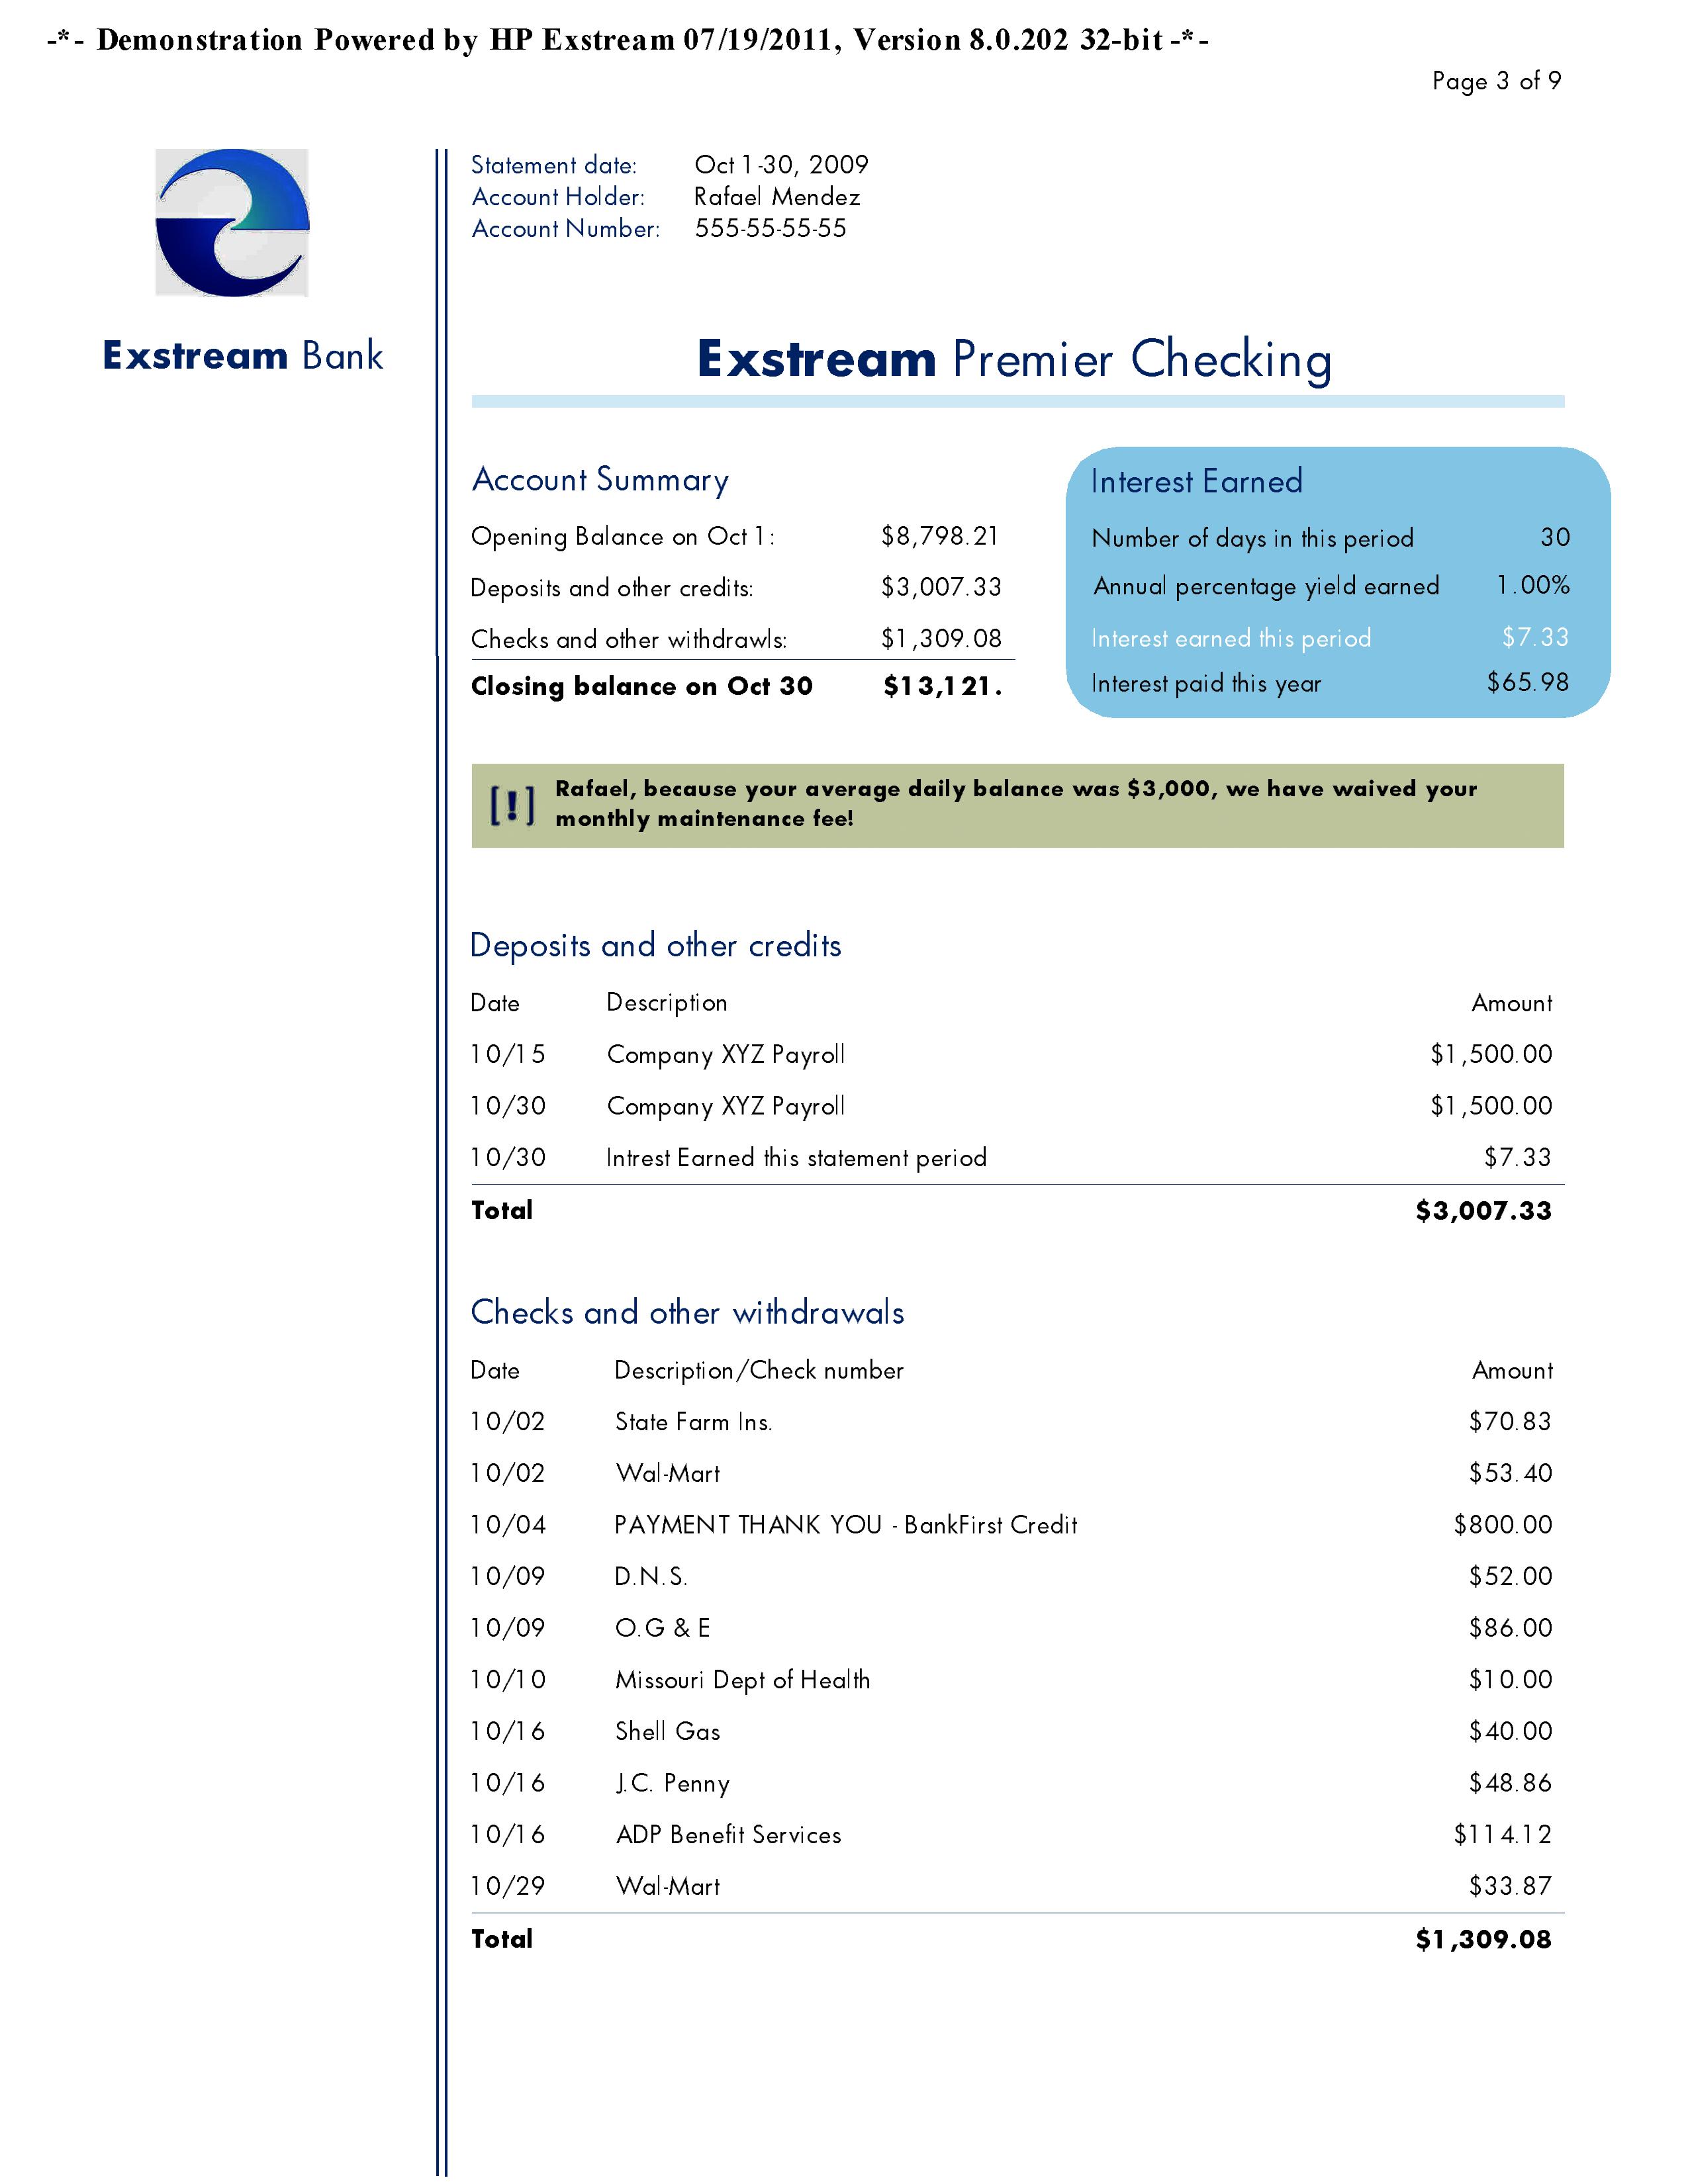 -*- Demonstration Powered by HP Exstream 07/19/2011, Version 8.0.202 32-bit -*-
Page 3 of 9
Statement date: Oct 1-30, 2009
Account Holder: Rafael Mendez
Account Number: 555-55-55-55
Exstream Bank
Exstream Premier Checking
Account Summary
Opening Balance on Oct 1: $8,798.21
Deposits and other credits: $3,007.33
Checks and other withdrawls: $1,309.08
Closing balance on Oct 30 $13,121.
Interest Earned
Number of days in this period 30
Annual percentage yield earned 1.00%
Interest earned this period $7.33
Interest paid this year $65.98
[!]
Rafael, because your average daily balance was $3,000, we have waived your
monthly maintenance fee!
Deposits and other credits
Date Description Amount
10/15 Company XYZ Payroll $1,500.00
10/30 Company XYZ Payroll $1,500.00
10/30 Intrest Earned this statement period $7.33
Total $3,007.33
Checks and other withdrawals
Date Description/Check number Amount
10/02 State Farm Ins. $70.83
10/02 Wal-Mart $53.40
10/04 PAYMENT THANK YOU - BankFirst Credit $800.00
10/09 D.N.S. $52.00
10/09 O.G & E $86.00
10/10 Missouri Dept of Health $10.00
10/16 Shell Gas $40.00
10/16 J.C. Penny $48.86
10/16 ADP Benefit Services $114.12
10/29 Wal-Mart $33.87
Total $1,309.08